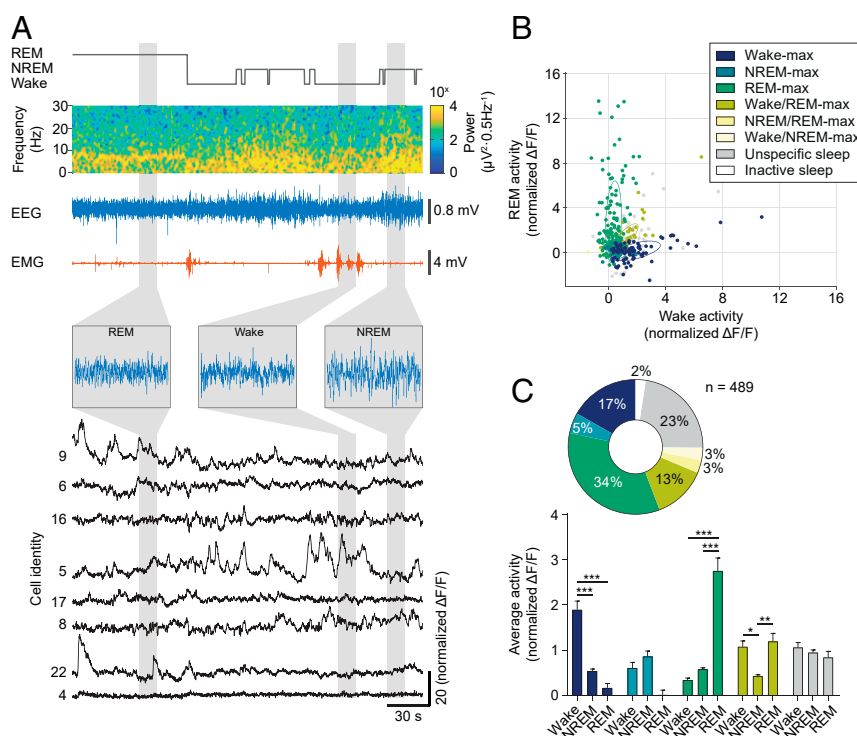 A
REM
NREM
Wake
30
20
10
0
Frequency
(Hz)
10ˣ
4
2
0
Power
(µV²·0.5Hz⁻¹)
EEG
0.8 mV
EMG
4 mV
REM
Wake
NREM
9
6
16
5
17
8
22
4
Cell identity
20 (normalized ΔF/F)
30 s
B
Wake-max
NREM-max
REM-max
Wake/REM-max
NREM/REM-max
Wake/NREM-max
Unspecific sleep
Inactive sleep
16
12
8
4
0
REM activity
(normalized ΔF/F)
0 4 8 12 16
Wake activity
(normalized ΔF/F)
C
n = 489
2%
17%
23%
5%
3%
3%
34%
13%
4
3
2
1
0
Average activity
(normalized ΔF/F)
***
***
***
***
*
**
Wake NREM REM Wake NREM REM Wake NREM REM Wake NREM REM Wake NREM REM